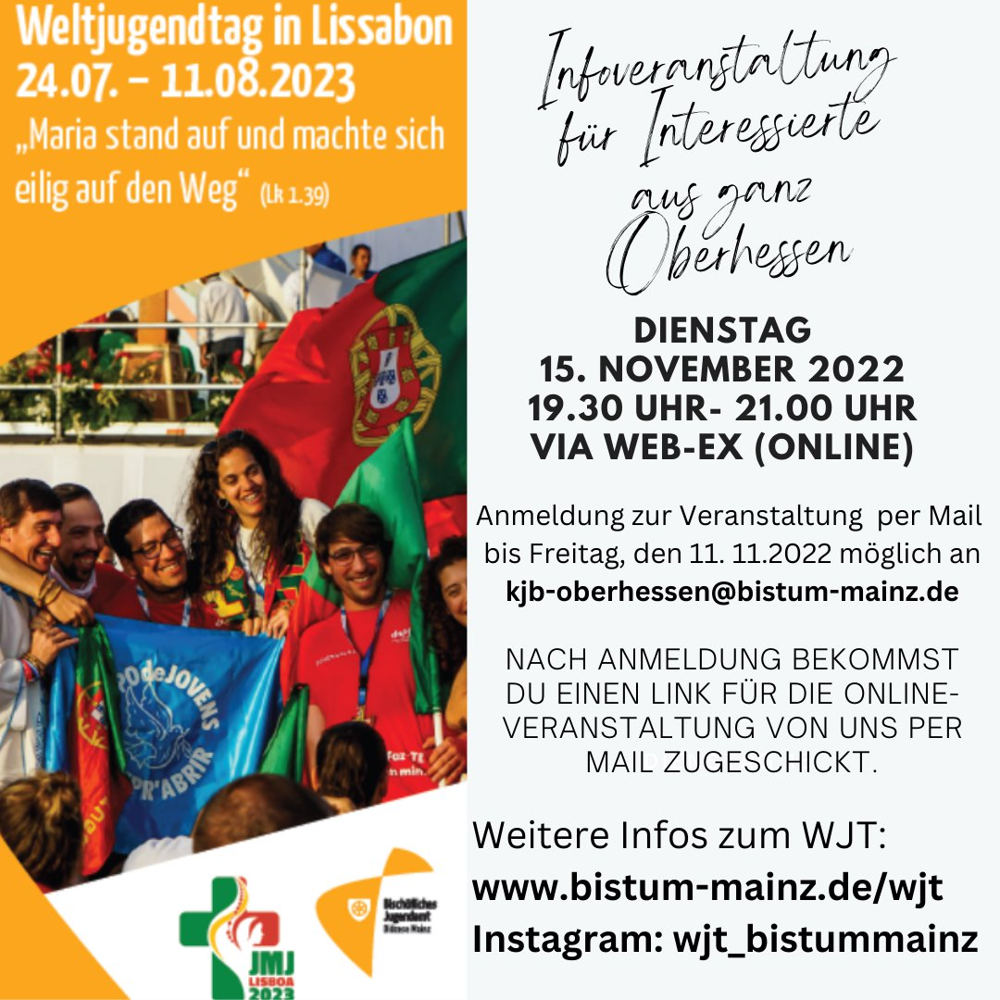 Weltjugendtag in Lissabon
24.07. – 11.08.2023
„Maria stand auf und machte sich
eilig auf den Weg“ (Lk 1.39)
POdeJOVENS
PR'ABRIR
JMJ
LISBOA
2023
Bischöfliches
Jugendamt
Diözese Mainz
Infoveranstaltung
für Interessierte
aus ganz
Oberhessen
DIENSTAG
15. NOVEMBER 2022
19.30 UHR- 21.00 UHR
VIA WEB-EX (ONLINE)
Anmeldung zur Veranstaltung per Mail
bis Freitag, den 11. 11.2022 möglich an
kjb-oberhessen@bistum-mainz.de
NACH ANMELDUNG BEKOMMST
DU EINEN LINK FÜR DIE ONLINE-
VERANSTALTUNG VON UNS PER
MAIL ZUGESCHICKT.
Weitere Infos zum WJT:
www.bistum-mainz.de/wjt
Instagram: wjt_bistummainz